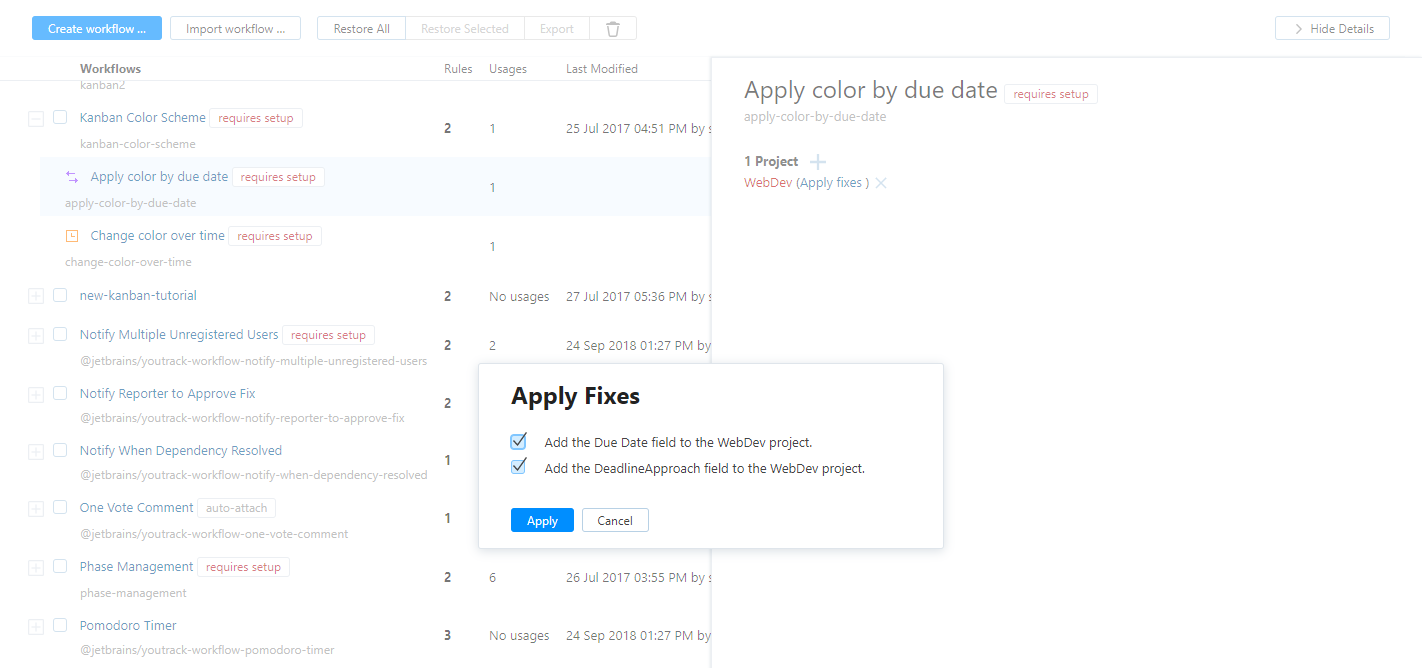 Create workflow ...
Import workflow ...
Restore All
Restore Selected
Export
Hide Details
Workflows Rules Usages Last Modified
kanban2
Kanban Color Scheme requires setup
2 1 25 Jul 2017 04:51 PM by s
kanban-color-scheme
Apply color by due date requires setup
1
apply-color-by-due-date
Change color over time requires setup
1
change-color-over-time
new-kanban-tutorial 2 No usages 27 Jul 2017 05:36 PM by s
Notify Multiple Unregistered Users requires setup
2 2 24 Sep 2018 01:27 PM by
@jetbrains/youtrack-workflow-notify-multiple-unregistered-users
Notify Reporter to Approve Fix
2
@jetbrains/youtrack-workflow-notify-reporter-to-approve-fix
Notify When Dependency Resolved
1
@jetbrains/youtrack-workflow-notify-when-dependency-resolved
One Vote Comment auto-attach
1
@jetbrains/youtrack-workflow-one-vote-comment
Phase Management requires setup
2 6 26 Jul 2017 03:55 PM by s
phase-management
Pomodoro Timer
3 No usages 24 Sep 2018 01:27 PM by
@jetbrains/youtrack-workflow-pomodoro-timer
Apply color by due date requires setup
apply-color-by-due-date
1 Project
WebDev (Apply fixes )
Apply Fixes
Add the Due Date field to the WebDev project.
Add the DeadlineApproach field to the WebDev project.
Apply
Cancel